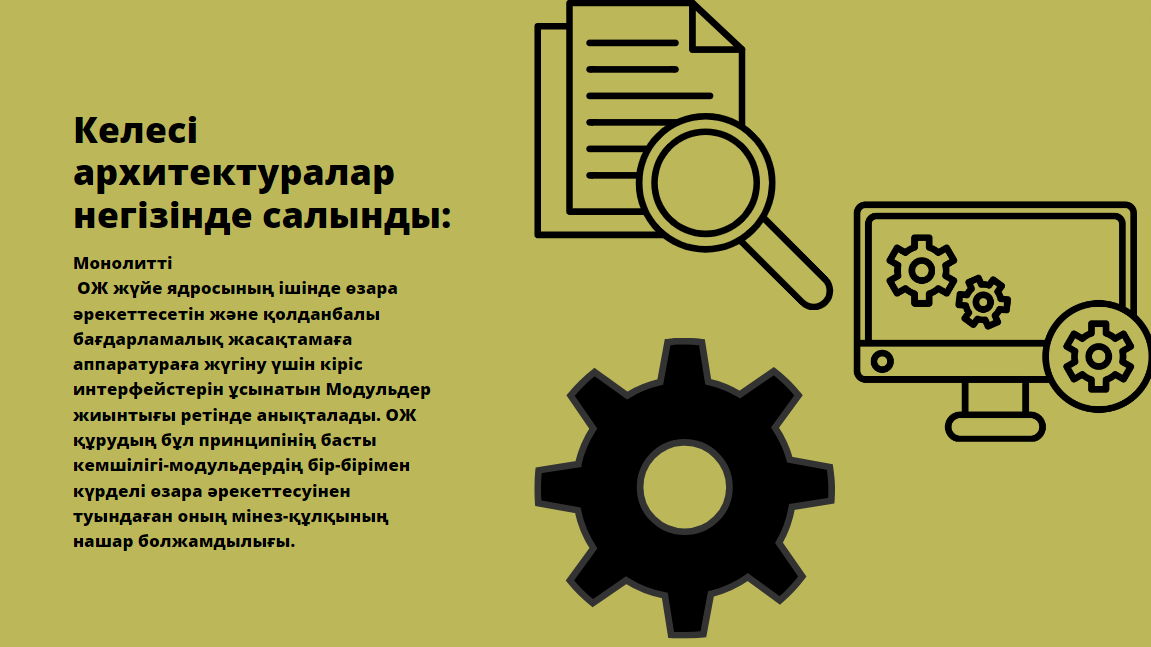 Келесі
архитектуралар
негізінде салынды:
Монолитті
ОЖ жүйе ядросының ішінде өзара
әрекеттесетін және қолданбалы
бағдарламалық жасақтамаға
аппаратураға жүгіну үшін кіріс
интерфейстерін ұсынатын Модульдер
жиынтығы ретінде анықталады. ОЖ
құрудың бұл принципінің басты
кемшілігі-модульдердің бір-бірімен
күрделі өзара әрекеттесуінен
туындаған оның мінез-құлқының
нашар болжамдылығы.